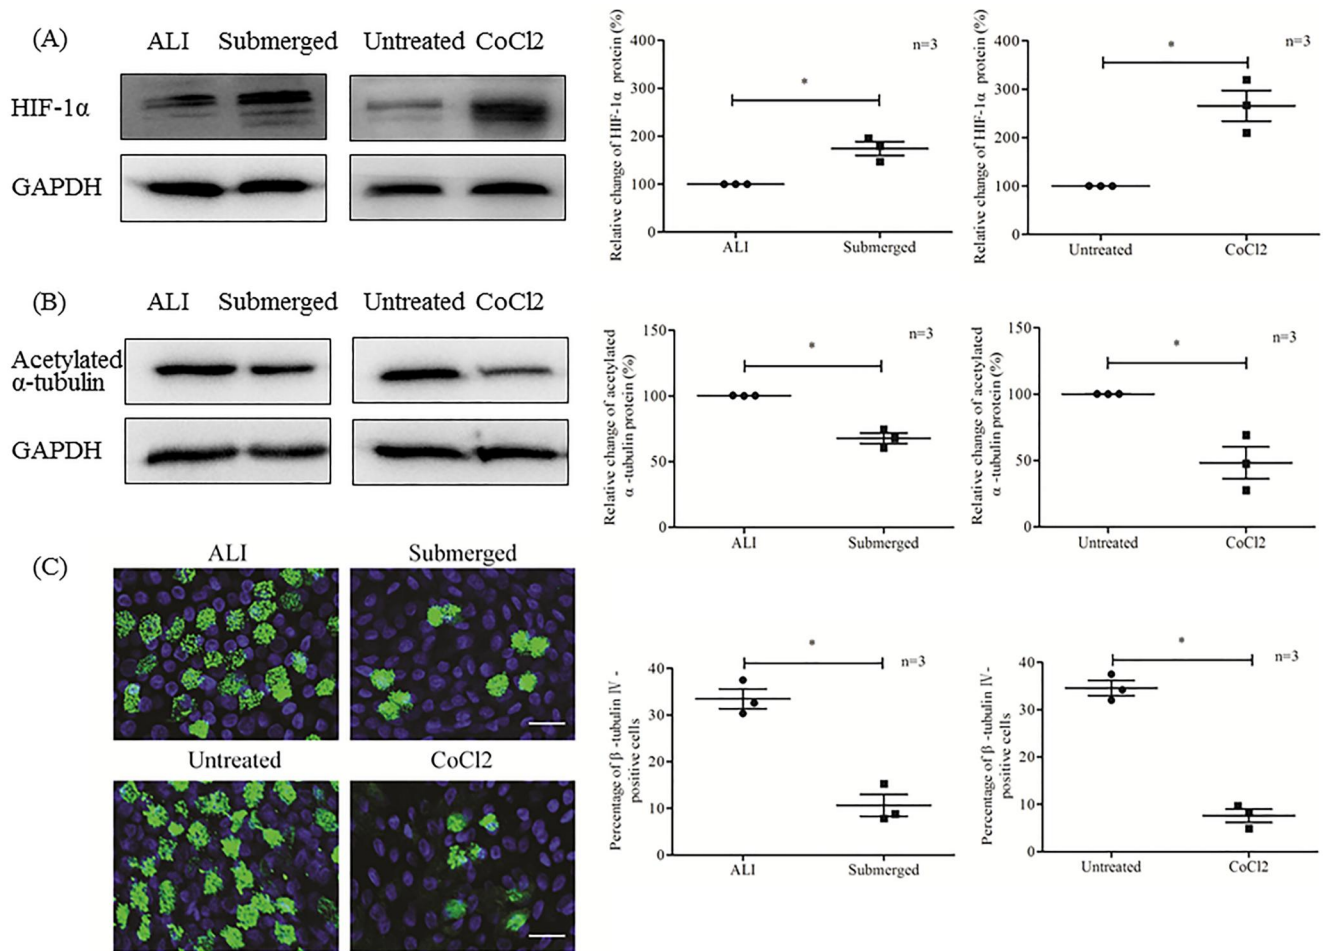 (A)
ALI Submerged Untreated CoCl2
HIF-1α
GAPDH
Relative change of HIF-1α protein (%)
400
300
200
100
0
n=3
*
ALI Submerged
Relative change of HIF-1α protein (%)
400
300
200
100
0
n=3
*
Untreated CoCl2
(B)
ALI Submerged Untreated CoCl2
Acetylated
α-tubulin
GAPDH
Relative change of acetylated
α -tubulin protein (%)
150
100
50
0
n=3
*
ALI Submerged
Relative change of acetylated
α -tubulin protein (%)
150
100
50
0
n=3
*
Untreated CoCl2
(C)
ALI Submerged
Untreated CoCl2
Percentage of β -tubulin Ⅳ -
positive cells
40
30
20
10
0
n=3
*
ALI Submerged
Percentage of β -tubulin Ⅳ-
positive cells
40
30
20
10
0
n=3
*
Untreated CoCl2